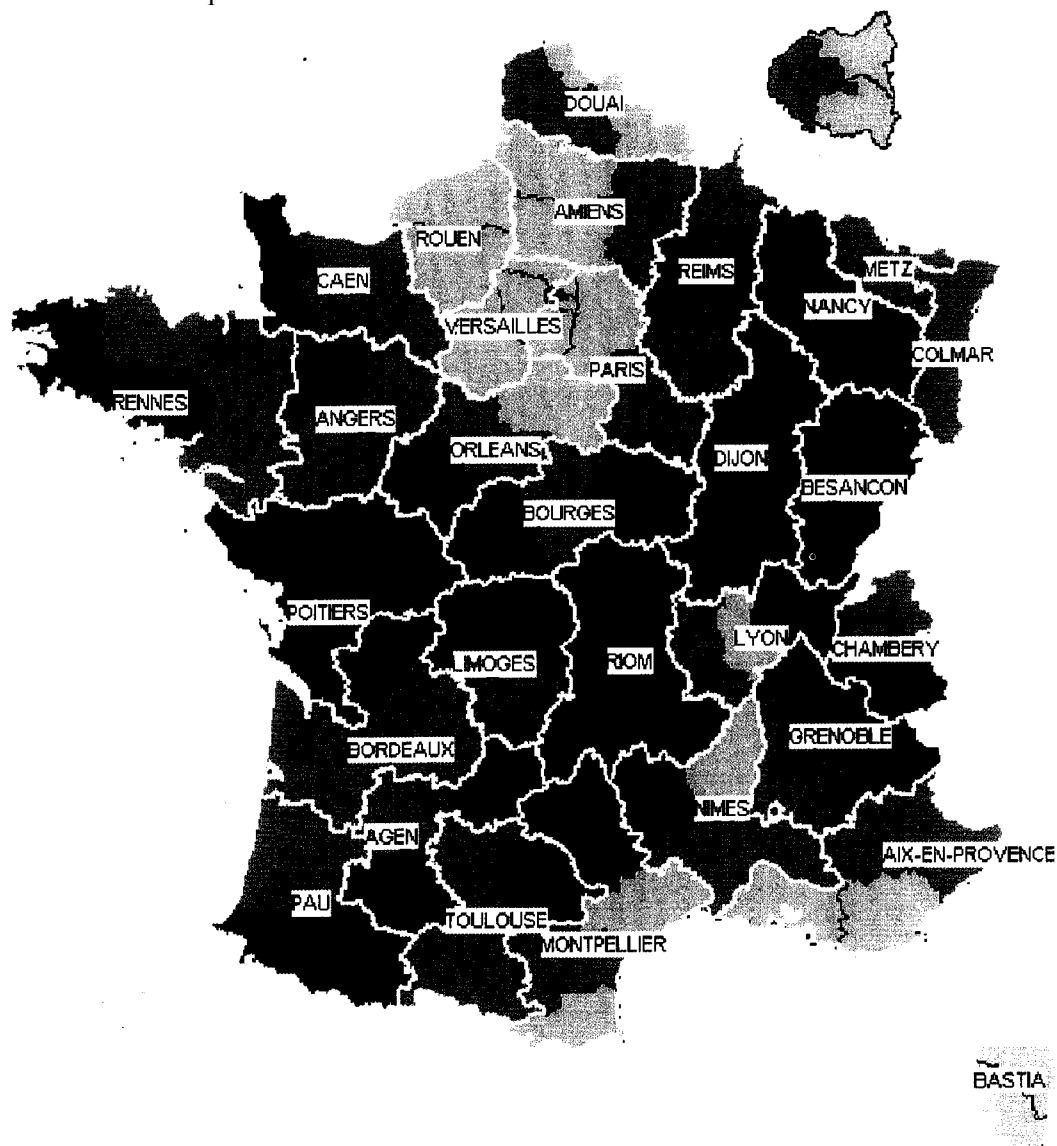 DOUAI
AMIENS
ROUEN
CAEN
REIMS
METZ
NANCY
VERSAILLES
COLMAR
PARIS
RENNES
ANGERS
ORLEANS
DIJON
BESANCON
BOURGES
POITIERS
LYON
CHAMBERY
LIMOGES
RIOM
GRENOBLE
BORDEAUX
NIMES
AGEN
AIX-EN-PROVENCE
PAU
TOULOUSE
MONTPELLIER
BASTIA